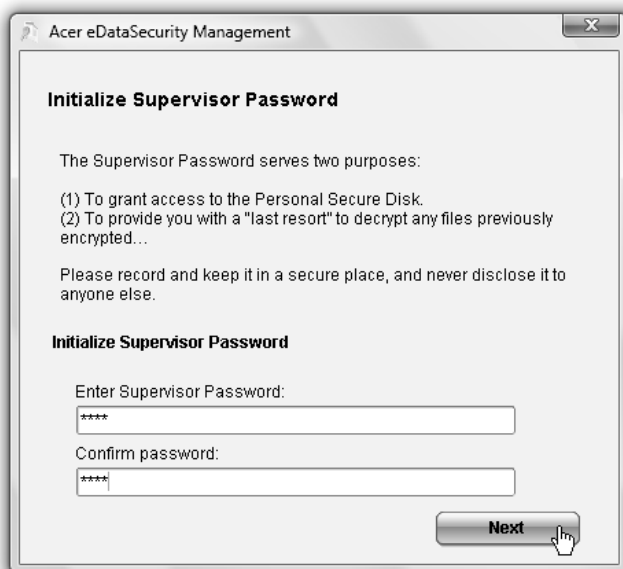 Acer eDataSecurity Management
Initialize Supervisor Password
The Supervisor Password serves two purposes:
(1) To grant access to the Personal Secure Disk.
(2) To provide you with a "last resort" to decrypt any files previously
encrypted...
Please record and keep it in a secure place, and never disclose it to
anyone else.
Initialize Supervisor Password
Enter Supervisor Password:
****
Confirm password:
****
Next